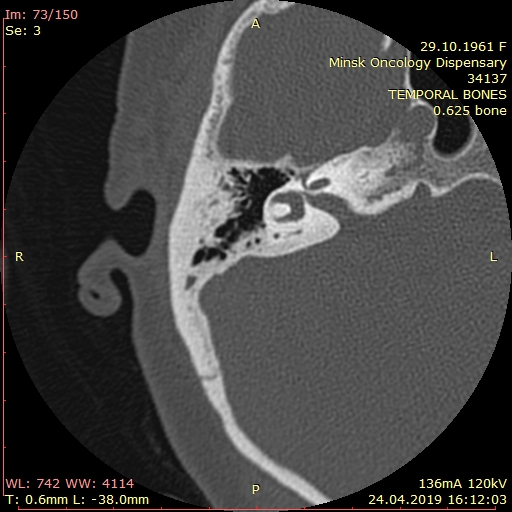 Im: 73/150
Se: 3
A
29.10.1961 F
Minsk Oncology Dispensary
34137
TEMPORAL BONES
0.625 bone
R
L
WL: 742 WW: 4114
T: 0.6mm L: -38.0mm
P
136mA 120kV
24.04.2019 16:12:03